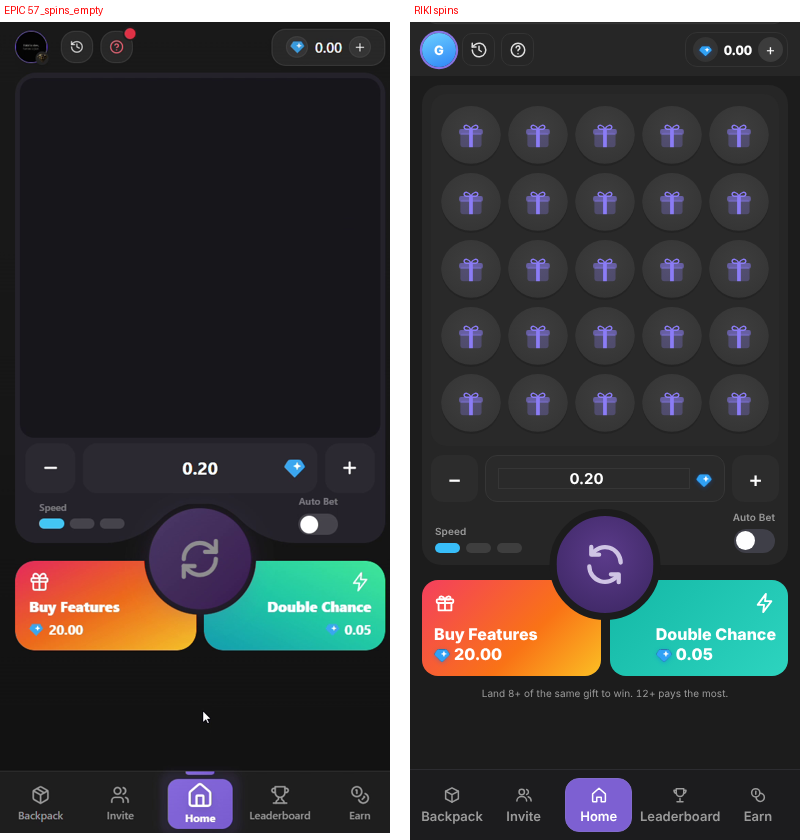 EPIC 57_spins_empty
0.00
0.20
Speed
Auto Bet
Buy Features
20.00
Double Chance
0.05
Backpack
Invite
Home
Leaderboard
Earn
RIKI spins
G
0.00
0.20
Speed
Auto Bet
Buy Features
20.00
Double Chance
0.05
Land 8+ of the same gift to win. 12+ pays the most.
Backpack
Invite
Home
Leaderboard
Earn